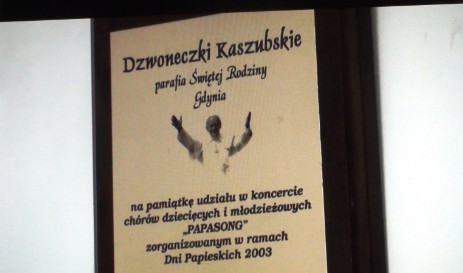 Dzwoneczki Kaszubskie
parafia Świętej Rodziny
Gdynia
na pamiątkę udziału w koncercie
chórów dziecięcych i młodzieżowych
„PAPASONG"
zorganizowanym w ramach
Dni Papieskich 2003